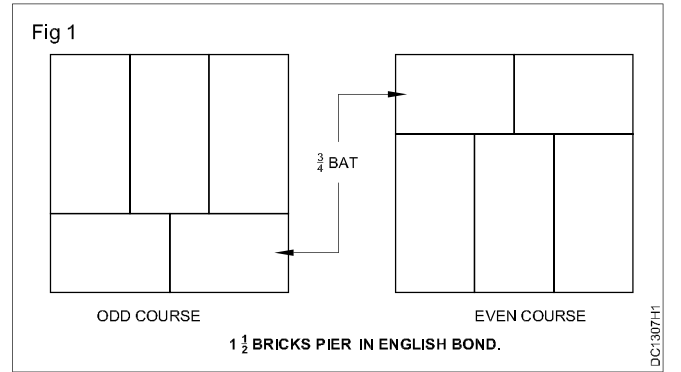 Fig 1
3/4 BAT
ODD COURSE
EVEN COURSE
1 1/2 BRICKS PIER IN ENGLISH BOND.
DC1307H1